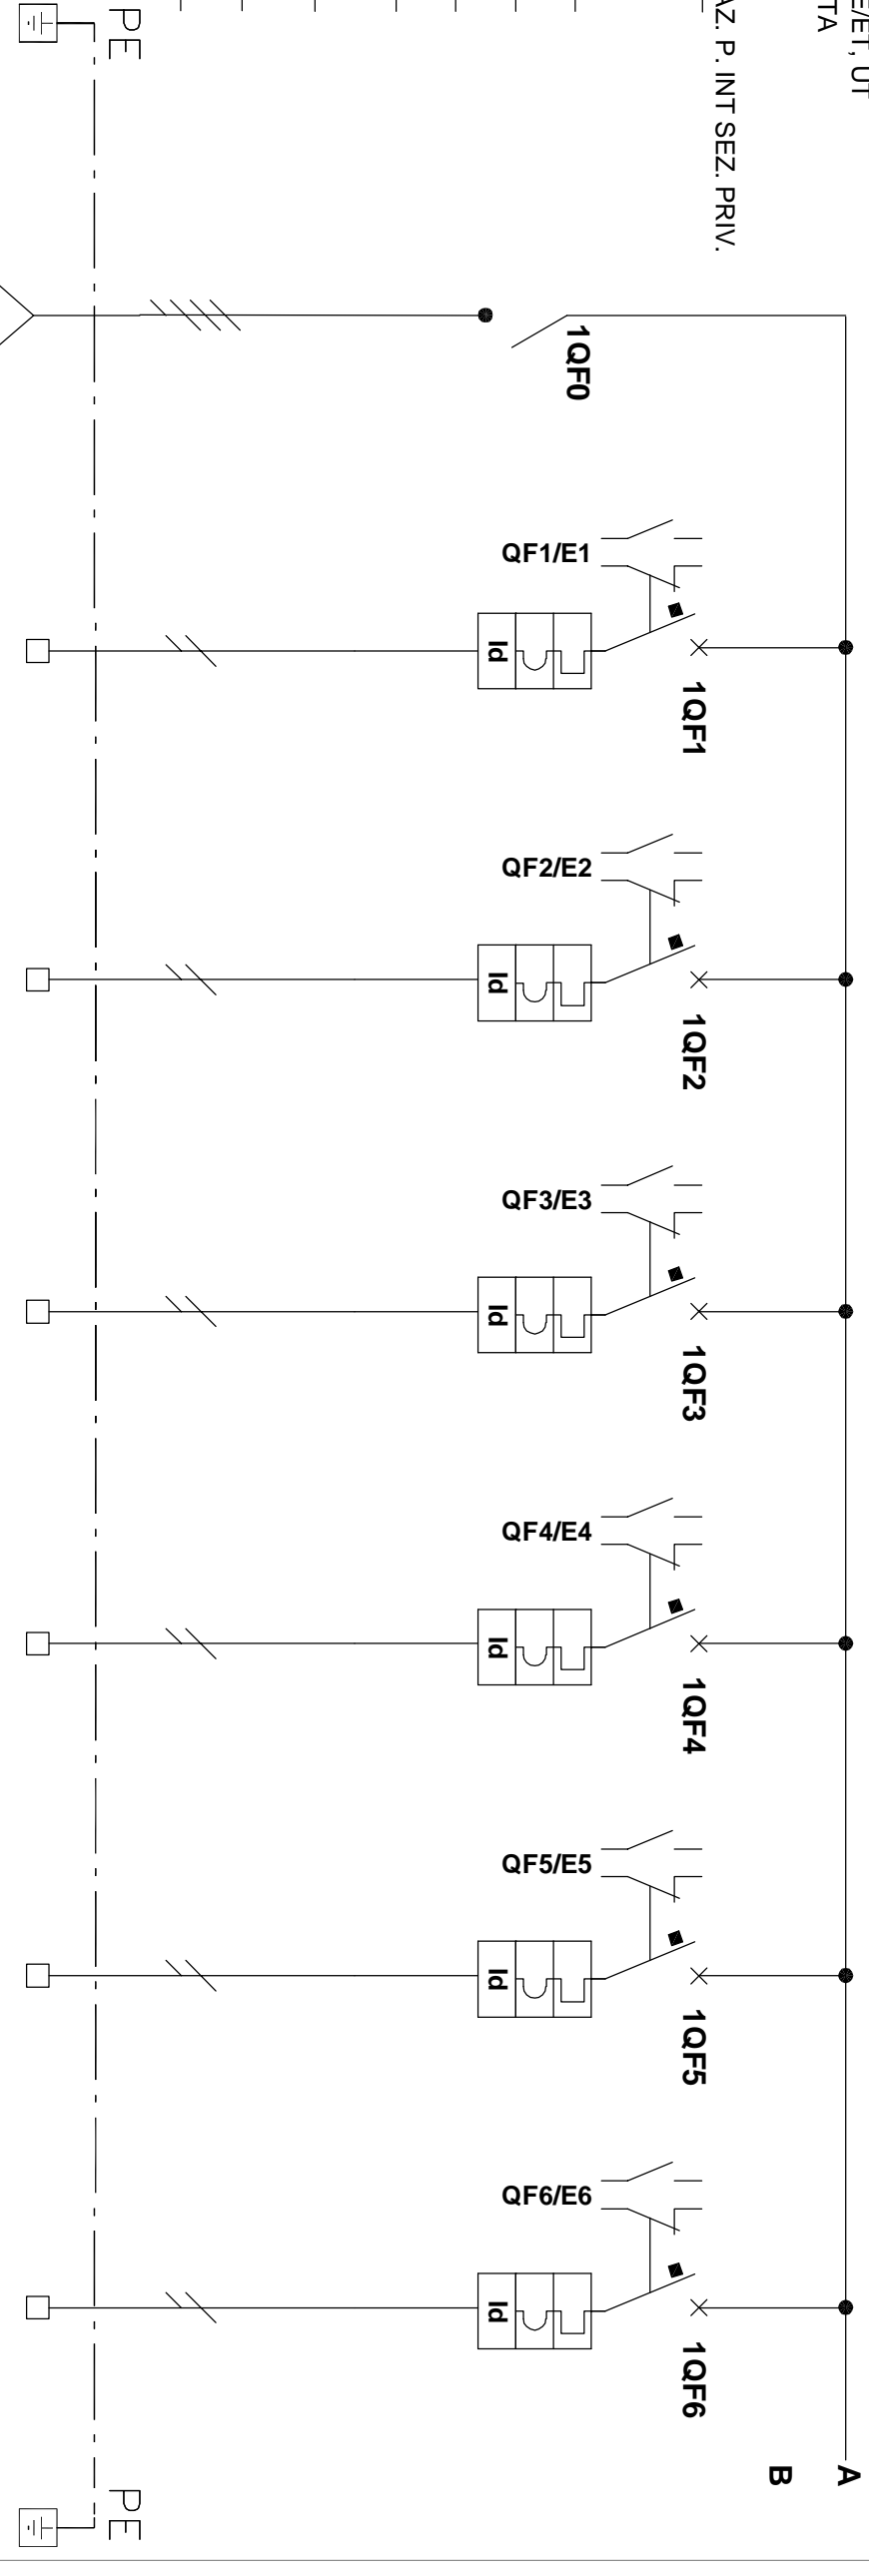 E/ET, UT
TA
AZ. P. INT SEZ. PRIV.
PE
1QF0
QF1/E1
Id
1QF1
QF2/E2
Id
1QF2
QF3/E3
Id
1QF3
QF4/E4
Id
1QF4
QF5/E5
Id
1QF5
QF6/E6
Id
1QF6
A
B
PE